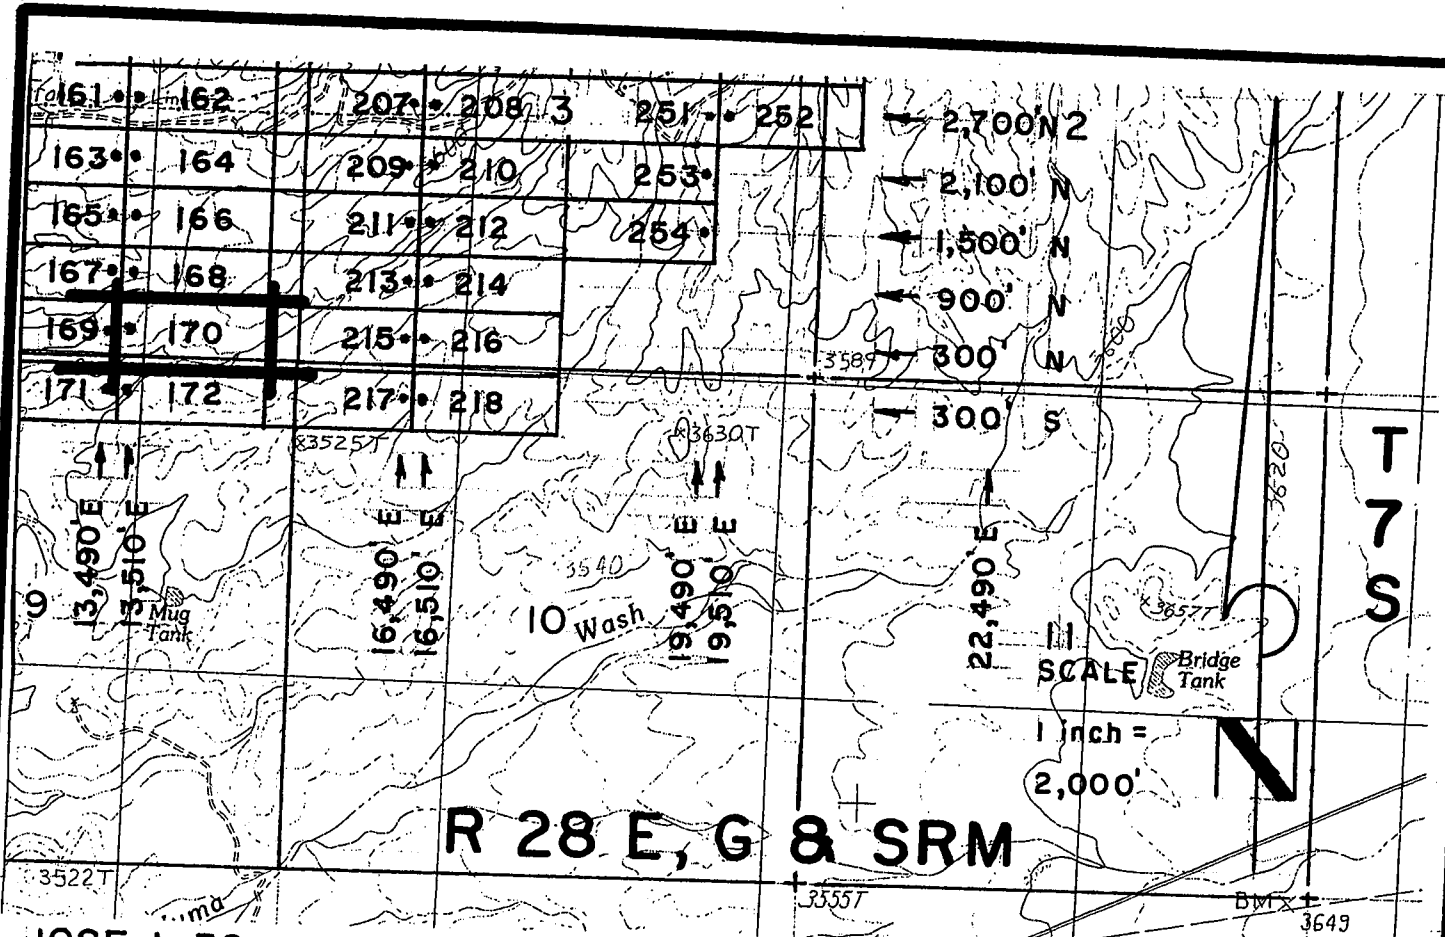 161 162 207 208 3 251 252 2,700' N 2
163 164 209 210 253 2,100' N
165 166 211 212 254 1,500' N
167 168 213 214 900' N
169 170 215 216 3589T 300' N
171 172 217 218 300' S
3600
3525T 3630T
3620
T
7
S
13,490' E
13,510' E
16,490' E
16,510' E
19,490' E
19,510' E
22,490' E
9
Mug
Tank
3540
10 Wash
3657T
11
SCALE
Bridge
Tank
1 inch =
2,000'
N
R 28 E, G & SRM
3522T
3555T
BM X
3649